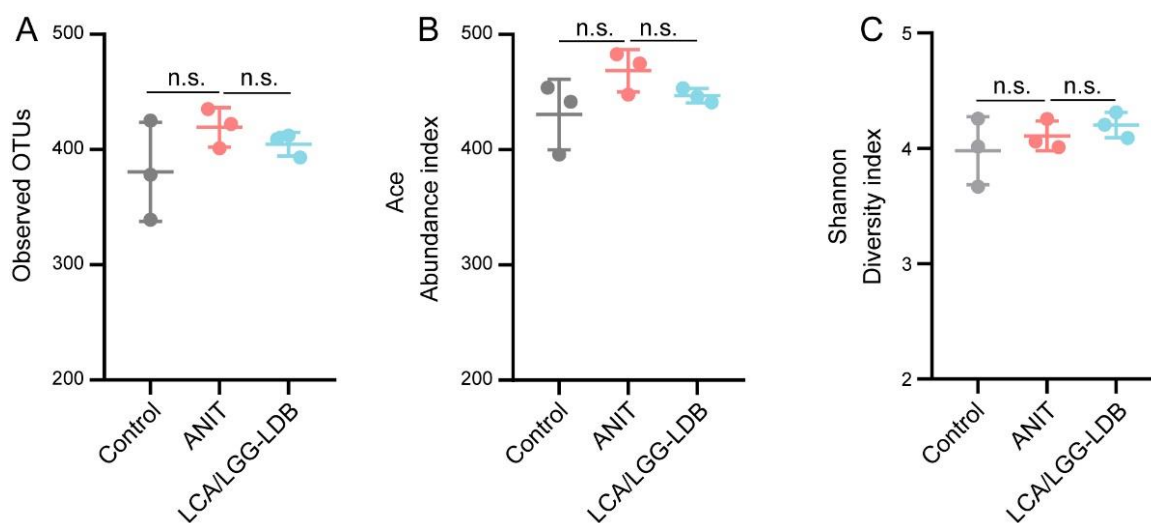 A
Observed OTUs
500
400
300
200
n.s.
n.s.
Control
ANIT
LCA/LGG-LDB
B
Ace
Abundance index
500
400
300
200
n.s.
n.s.
Control
ANIT
LCA/LGG-LDB
C
Shannon
Diversity index
5
4
3
2
n.s.
n.s.
Control
ANIT
LCA/LGG-LDB